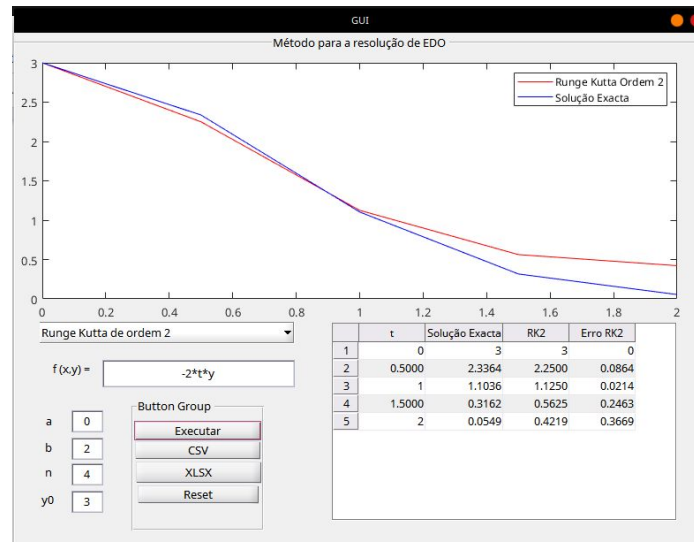 GUI
Método para a resolução de EDO
3
2.5
2
1.5
1
0.5
0
Runge Kutta Ordem 2
Solução Exacta
0 0.2 0.4 0.6 0.8 1 1.2 1.4 1.6 1.8 2
Runge Kutta de ordem 2
f (x,y) = -2*t*y
a 0
b 2
n 4
y0 3
Button Group
Executar
CSV
XLSX
Reset
t Solução Exacta RK2 Erro RK2
1 0 3 3 0
2 0.5000 2.3364 2.2500 0.0864
3 1 1.1036 1.1250 0.0214
4 1.5000 0.3162 0.5625 0.2463
5 2 0.0549 0.4219 0.3669